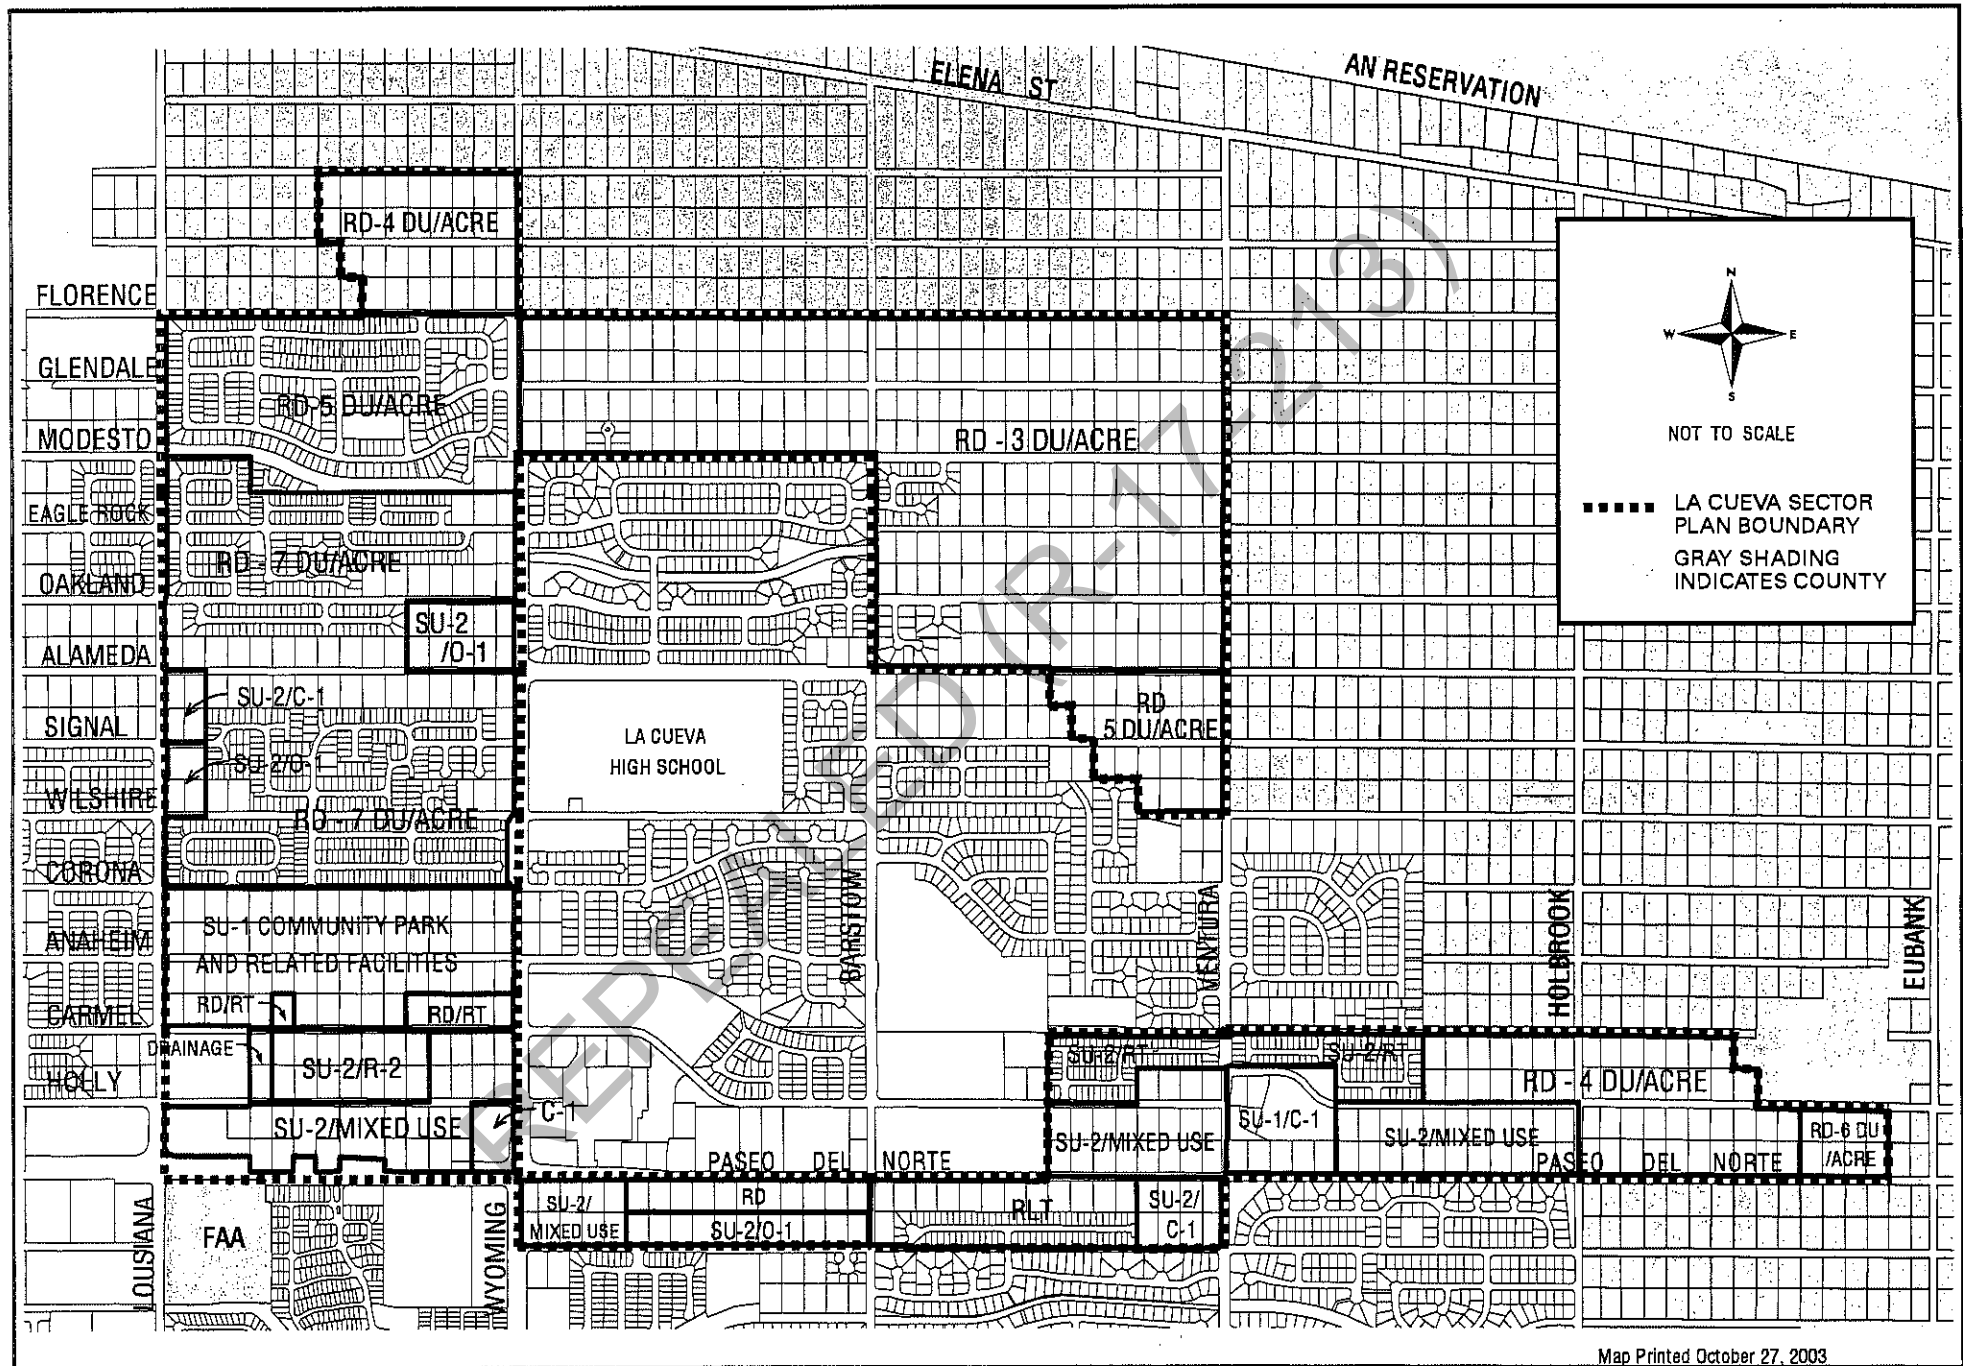 ELENA ST
AN RESERVATION
RD-4 DU/ACRE
FLORENCE
GLENDALE
RD-5 DU/ACRE
MODESTO
RD - 3 DU/ACRE
EAGLE ROCK
RD - 7 DU/ACRE
OAKLAND
SU-2
/O-1
ALAMEDA
SU-2/C-1
SIGNAL
RD
5 DU/ACRE
LA CUEVA
HIGH SCHOOL
SU-2/O-1
WILSHIRE
RD - 7 DU/ACRE
CORONA
SU-1 COMMUNITY PARK
AND RELATED FACILITIES
ANAHEIM
BARSTOW
VENTURA
HOLBROOK
EUBANK
RD/RT
RD/RT
CARMEL
DRAINAGE
SU-2/R-2
HOLLY
SU-2/RT
SU-2/RT
RD - 4 DU/ACRE
C-1
SU-2/MIXED USE
SU-2/MIXED USE
SU-1/C-1
SU-2/MIXED USE
RD-6 DU
/ACRE
PASEO DEL NORTE
PASEO DEL NORTE
SU-2/
MIXED USE
RD
SU-2/O-1
RLT
SU-2/
C-1
FAA
LOUSIANA
WYOMING
N
W
E
S
NOT TO SCALE
LA CUEVA SECTOR
PLAN BOUNDARY
GRAY SHADING
INDICATES COUNTY
REPEALED (R-17-213)
Map Printed October 27, 2003